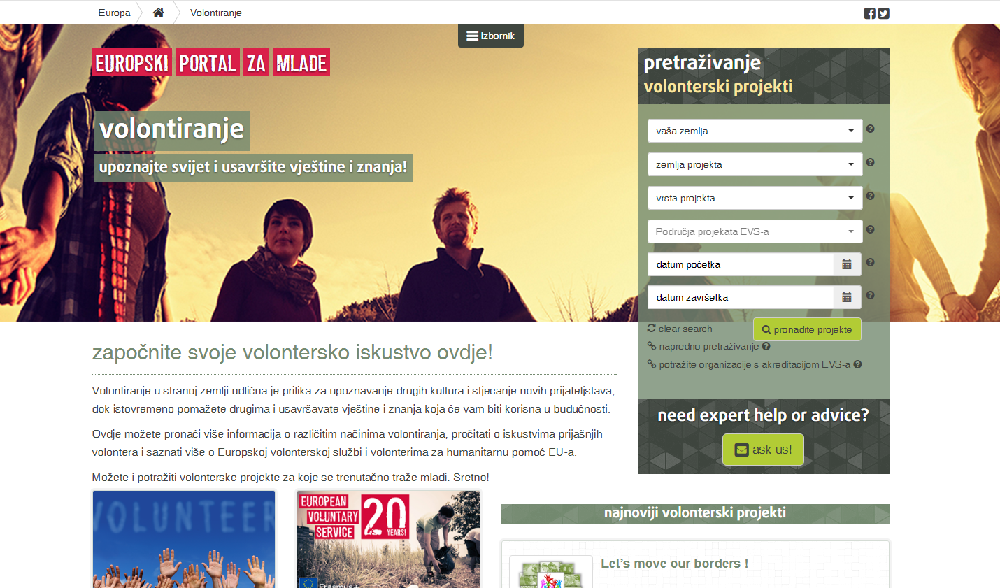 Europa
Volontiranje
Izbornik
EUROPSKI PORTAL ZA MLADE
volontiranje
upoznajte svijet i usavršite vještine i znanja!
pretraživanje
volonterski projekti
vaša zemlja
zemlja projekta
vrsta projekta
Područja projekata EVS-a
datum početka
datum završetka
clear search
pronađite projekte
napredno pretraživanje
potražite organizacije s akreditacijom EVS-a
need expert help or advice?
ask us!
započnite svoje volontersko iskustvo ovdje!
Volontiranje u stranoj zemlji odlična je prilika za upoznavanje drugih kultura i stjecanje novih prijateljstava,
dok istovremeno pomažete drugima i usavršavate vještine i znanja koja će vam biti korisna u budućnosti.
Ovdje možete pronaći više informacija o različitim načinima volontiranja, pročitati o iskustvima prijašnjih
volontera i saznati više o Europskoj volonterskoj službi i volonterima za humanitarnu pomoć EU-a.
Možete i potražiti volonterske projekte za koje se trenutačno traže mladi. Sretno!
VOLUNTEER
EUROPEAN
VOLUNTARY
SERVICE
20
YEARS!
Erasmus+
najnoviji volonterski projekti
Let's move our borders !